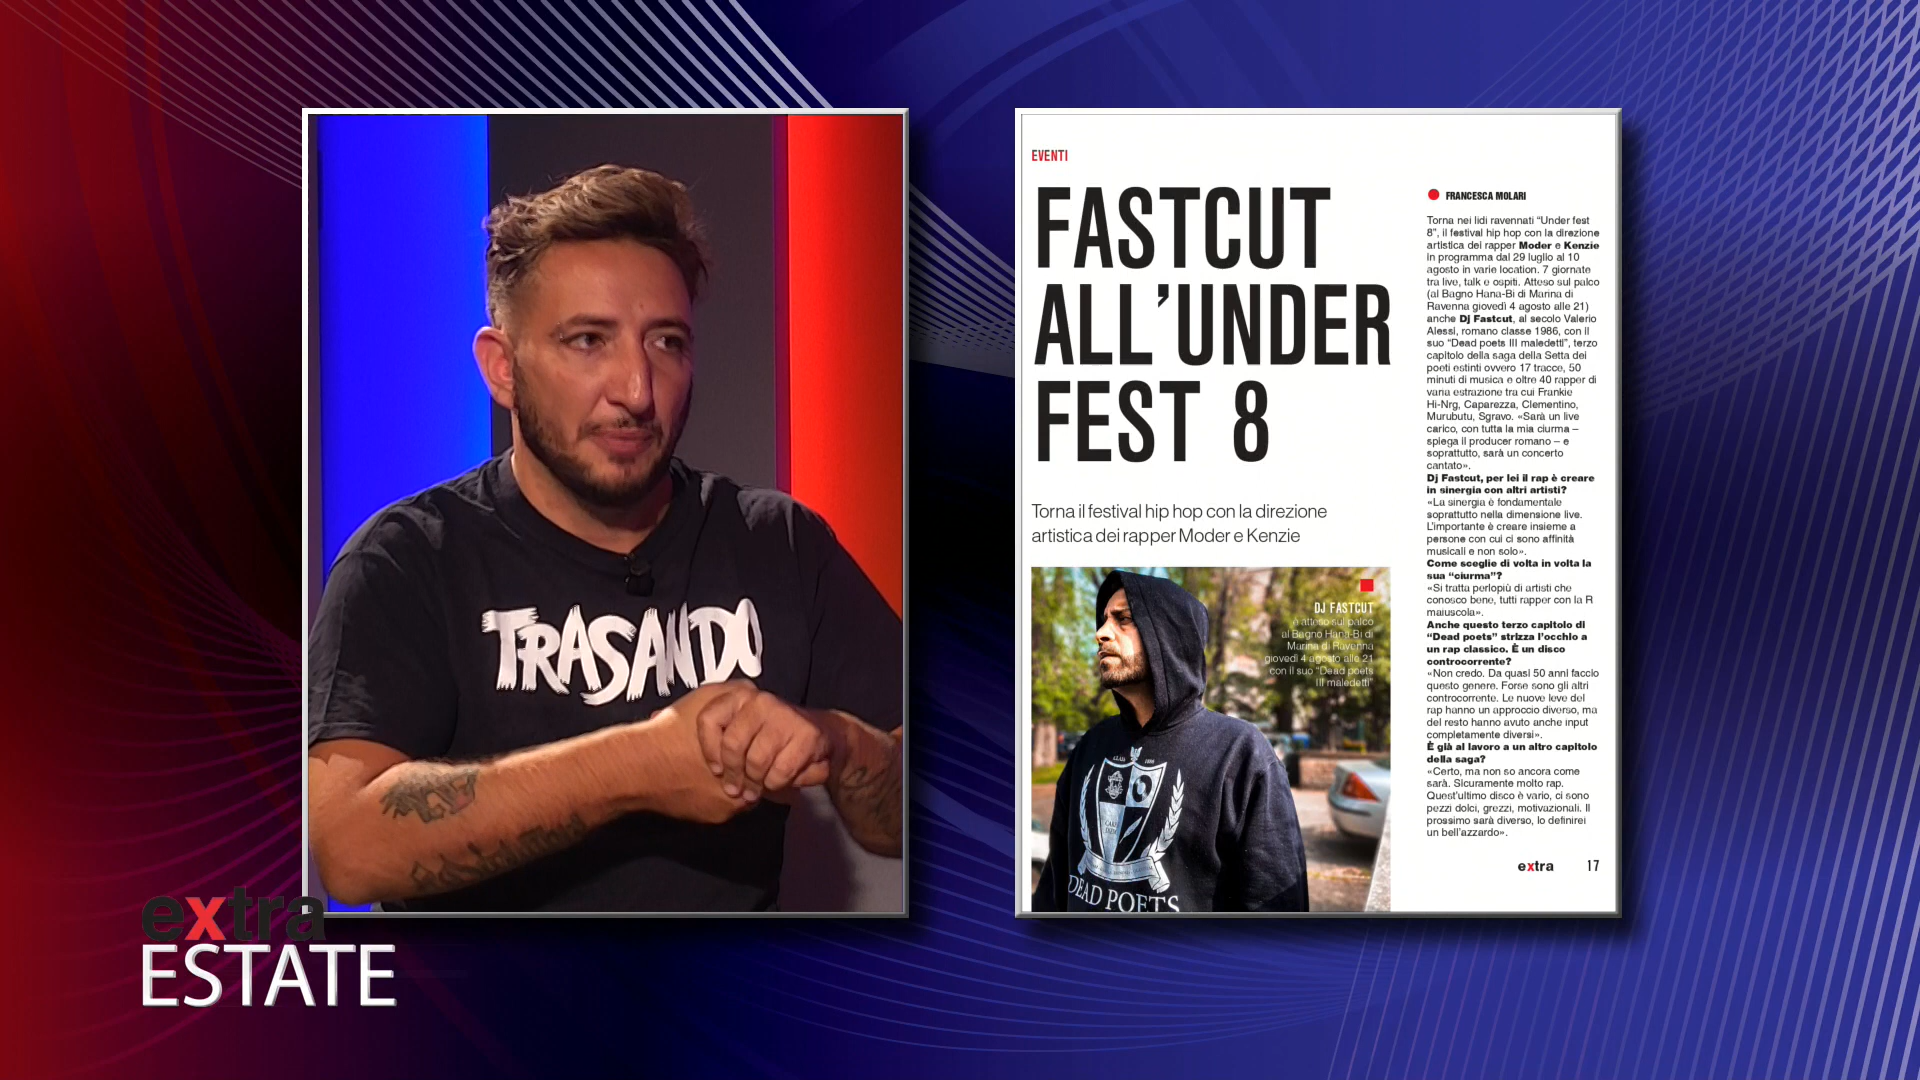 TRASANDO
extra
ESTATE
EVENTI
FASTCUT
ALL'UNDER
FEST 8
Torna il festival hip hop con la direzione
artistica dei rapper Moder e Kenzie
DJ FASTCUT
è atteso sul palco
al Bagno Hana-Bi di
Marina di Ravenna
giovedì 4 agosto alle 21
con il suo "Dead poets
III maledetti"
CLASS 1986
CARPE
DIEM
DEAD POETS
FRANCESCA MOLARI
Torna nei lidi ravennati "Under fest
8", il festival hip hop con la direzione
artistica dei rapper Moder e Kenzie
in programma dal 29 luglio al 10
agosto in varie location. 7 giornate
tra live, talk e ospiti. Atteso sul palco
(al Bagno Hana-Bi di Marina di
Ravenna giovedì 4 agosto alle 21)
anche Dj Fastcut, al secolo Valerio
Alessi, romano classe 1986, con il
suo "Dead poets III maledetti", terzo
capitolo della saga della Setta dei
poeti estinti ovvero 17 tracce, 50
minuti di musica e oltre 40 rapper di
varia estrazione tra cui Frankie
Hi-Nrg, Caparezza, Clementino,
Murubutu, Sgravo. «Sarà un live
carico, con tutta la mia ciurma –
spiega il producer romano – e
soprattutto, sarà un concerto
cantato».
Dj Fastcut, per lei il rap è creare
in sinergia con altri artisti?
«La sinergia è fondamentale
soprattutto nella dimensione live.
L'importante è creare insieme a
persone con cui ci sono affinità
musicali e non solo».
Come sceglie di volta in volta la
sua "ciurma"?
«Si tratta perlopiù di artisti che
conosco bene, tutti rapper con la R
maiuscola».
Anche questo terzo capitolo di
"Dead poets" strizza l'occhio a
un rap classico. È un disco
controcorrente?
«Non credo. Da quasi 50 anni faccio
questo genere. Forse sono gli altri
controcorrente. Le nuove leve del
rap hanno un approccio diverso, ma
del resto hanno avuto anche input
completamente diversi».
È già al lavoro a un altro capitolo
della saga?
«Certo, ma non so ancora come
sarà. Sicuramente molto rap.
Quest'ultimo disco è vario, ci sono
pezzi dolci, grezzi, motivazionali. Il
prossimo sarà diverso, lo definirei
un bell'azzardo».
extra 17